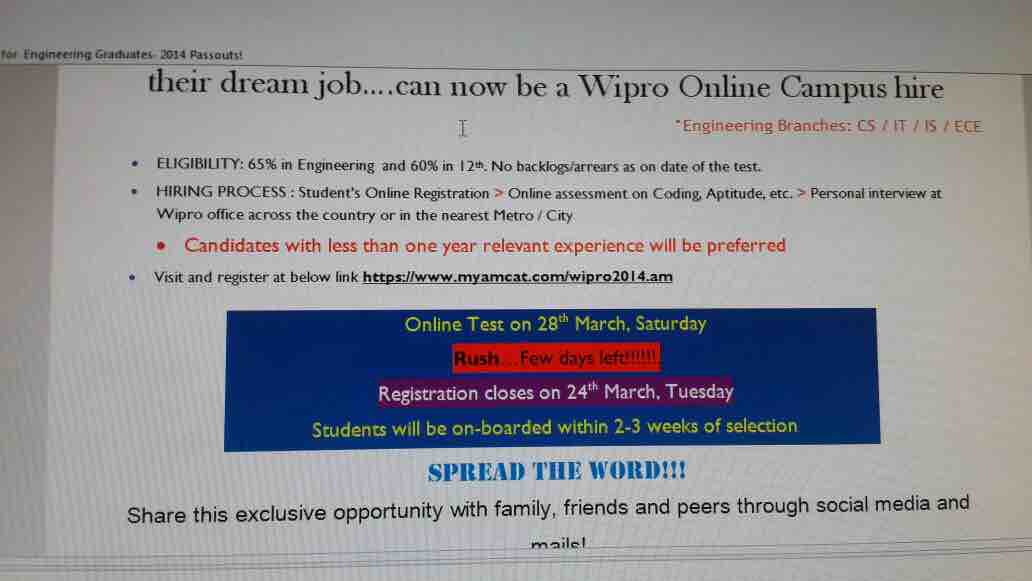 for Engineering Graduates- 2014 Passouts!
their dream job....can now be a Wipro Online Campus hire
*Engineering Branches: CS / IT / IS / ECE
• ELIGIBILITY: 65% in Engineering and 60% in 12th. No backlogs/arrears as on date of the test.
• HIRING PROCESS : Student's Online Registration > Online assessment on Coding, Aptitude, etc. > Personal interview at
Wipro office across the country or in the nearest Metro / City
• Candidates with less than one year relevant experience will be preferred
• Visit and register at below link https://www.myamcat.com/wipro2014.am
Online Test on 28th March, Saturday
Rush...Few days left!!!!!!
Registration closes on 24th March, Tuesday
Students will be on-boarded within 2-3 weeks of selection
SPREAD THE WORD!!!
Share this exclusive opportunity with family, friends and peers through social media and
mails!